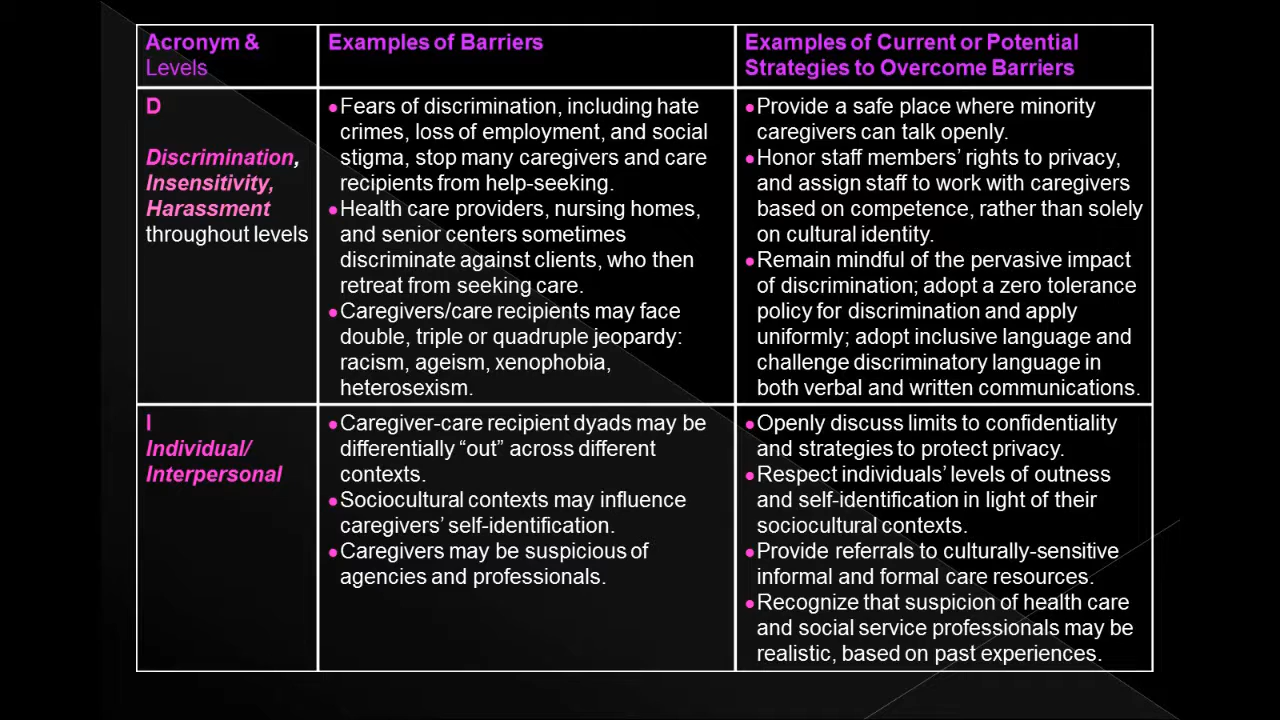 Acronym &
Levels
Examples of Barriers
Examples of Current or Potential
Strategies to Overcome Barriers
D
Discrimination,
Insensitivity,
Harassment
throughout levels
●Fears of discrimination, including hate
crimes, loss of employment, and social
stigma, stop many caregivers and care
recipients from help-seeking.
●Health care providers, nursing homes,
and senior centers sometimes
discriminate against clients, who then
retreat from seeking care.
●Caregivers/care recipients may face
double, triple or quadruple jeopardy:
racism, ageism, xenophobia,
heterosexism.
●Provide a safe place where minority
caregivers can talk openly.
●Honor staff members’ rights to privacy,
and assign staff to work with caregivers
based on competence, rather than solely
on cultural identity.
●Remain mindful of the pervasive impact
of discrimination; adopt a zero tolerance
policy for discrimination and apply
uniformly; adopt inclusive language and
challenge discriminatory language in
both verbal and written communications.
I
Individual/
Interpersonal
●Caregiver-care recipient dyads may be
differentially “out” across different
contexts.
●Sociocultural contexts may influence
caregivers’ self-identification.
●Caregivers may be suspicious of
agencies and professionals.
●Openly discuss limits to confidentiality
and strategies to protect privacy.
●Respect individuals’ levels of outness
and self-identification in light of their
sociocultural contexts.
●Provide referrals to culturally-sensitive
informal and formal care resources.
●Recognize that suspicion of health care
and social service professionals may be
realistic, based on past experiences.